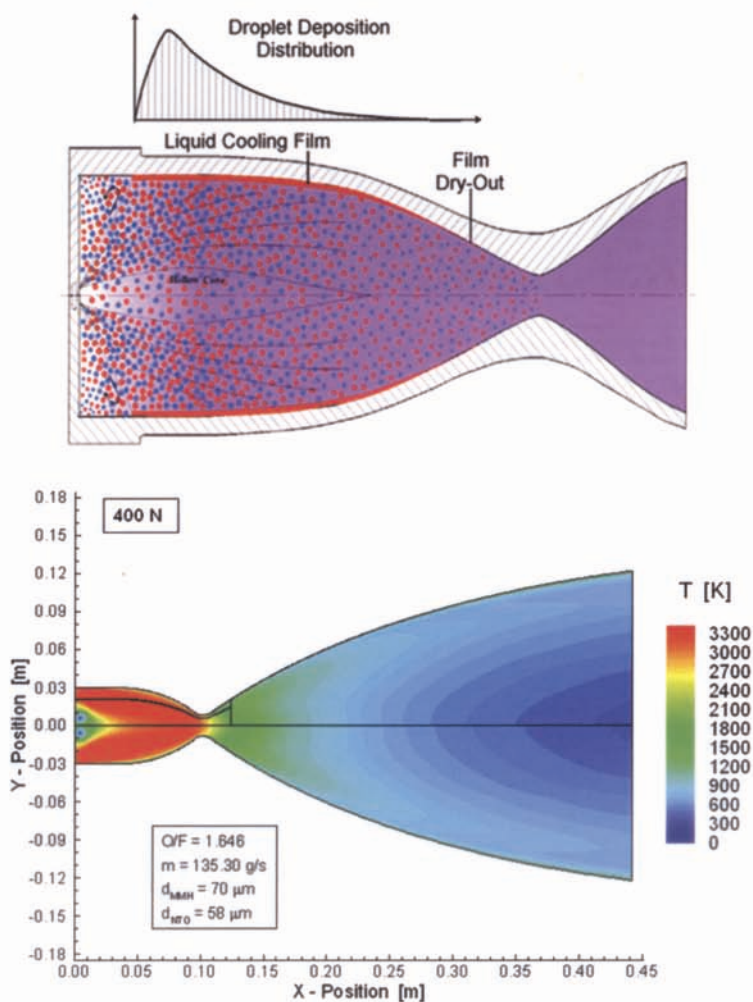 Droplet Deposition
Distribution
Liquid Cooling Film
Film
Dry-Out
Hollow Cone
400 N
0.18
0.15
0.12
0.09
0.06
0.03
0.00
-0.03
-0.06
-0.09
-0.12
-0.15
-0.18
Y - Position [m]
O/F = 1.646
m = 135.30 g/s
dMMH = 70 µm
dNTO = 58 µm
0.00 0.05 0.10 0.15 0.20 0.25 0.30 0.35 0.40 0.45
X - Position [m]
T [K]
3300
3000
2700
2400
2100
1800
1500
1200
900
600
300
0